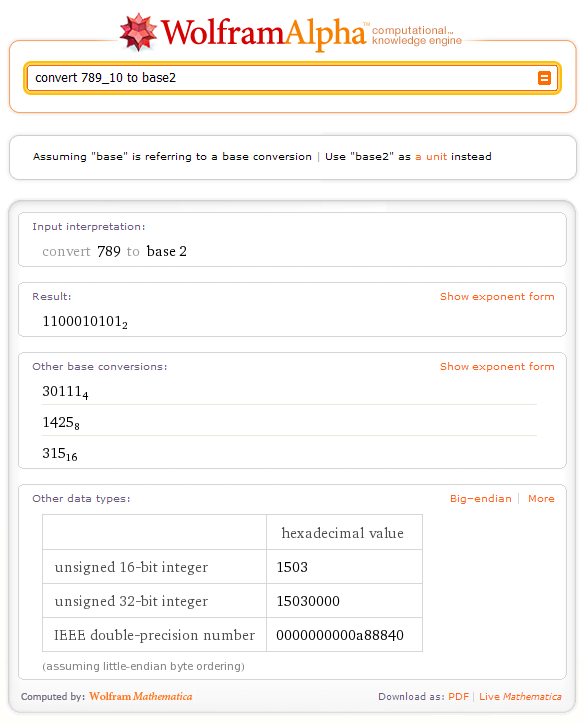 WolframAlpha™ computational...
knowledge engine
convert 789_10 to base2
Assuming "base" is referring to a base conversion | Use "base2" as a unit instead
Input interpretation:
convert 789 to base 2
Result: Show exponent form
1100010101₂
Other base conversions: Show exponent form
30111₄
1425₈
315₁₆
Other data types: Big-endian | More
hexadecimal value
unsigned 16-bit integer 1503
unsigned 32-bit integer 15030000
IEEE double-precision number 0000000000a88840
(assuming little-endian byte ordering)
Computed by: Wolfram Mathematica Download as: PDF | Live Mathematica